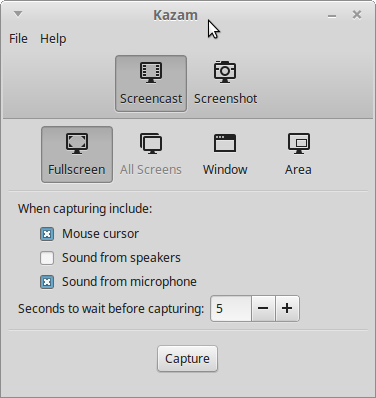 Kazam
File Help
Screencast Screenshot
Fullscreen All Screens Window Area
When capturing include:
Mouse cursor
Sound from speakers
Sound from microphone
Seconds to wait before capturing: 5
Capture